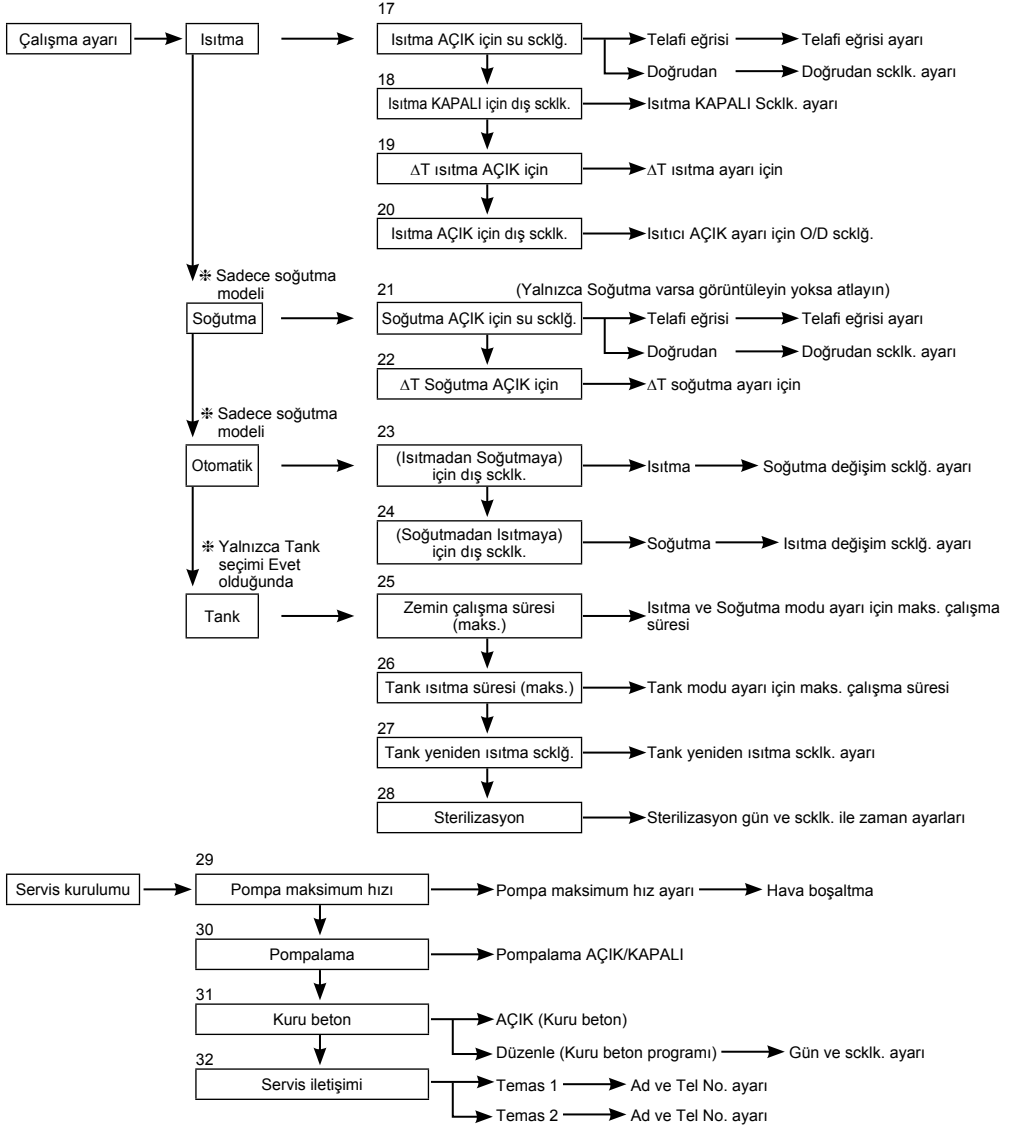 17
Çalışma ayarı
Isıtma
Isıtma AÇIK için su scklğ.
Telafi eğrisi
Telafi eğrisi ayarı
Doğrudan
Doğrudan scklk. ayarı
18
Isıtma KAPALI için dış scklk.
Isıtma KAPALI Scklk. ayarı
19
∆T ısıtma AÇIK için
∆T ısıtma ayarı için
20
Isıtma AÇIK için dış scklk.
Isıtıcı AÇIK ayarı için O/D scklğ.
❉ Sadece soğutma
modeli
21
(Yalnızca Soğutma varsa görüntüleyin yoksa atlayın)
Soğutma
Soğutma AÇIK için su scklğ.
Telafi eğrisi
Telafi eğrisi ayarı
Doğrudan
Doğrudan scklk. ayarı
22
∆T Soğutma AÇIK için
∆T soğutma ayarı için
❉ Sadece soğutma
modeli
23
Otomatik
(Isıtmadan Soğutmaya)
için dış scklk.
Isıtma
Soğutma değişim scklğ. ayarı
24
(Soğutmadan Isıtmaya)
için dış scklk.
Soğutma
Isıtma değişim scklğ. ayarı
❉ Yalnızca Tank
seçimi Evet
olduğunda
25
Tank
Zemin çalışma süresi
(maks.)
Isıtma ve Soğutma modu ayarı için maks. çalışma
süresi
26
Tank ısıtma süresi (maks.)
Tank modu ayarı için maks. çalışma süresi
27
Tank yeniden ısıtma scklğ.
Tank yeniden ısıtma scklk. ayarı
28
Sterilizasyon
Sterilizasyon gün ve scklk. ile zaman ayarları
29
Servis kurulumu
Pompa maksimum hızı
Pompa maksimum hız ayarı
Hava boşaltma
30
Pompalama
Pompalama AÇIK/KAPALI
31
Kuru beton
AÇIK (Kuru beton)
Düzenle (Kuru beton programı)
Gün ve scklk. ayarı
32
Servis iletişimi
Temas 1
Ad ve Tel No. ayarı
Temas 2
Ad ve Tel No. ayarı